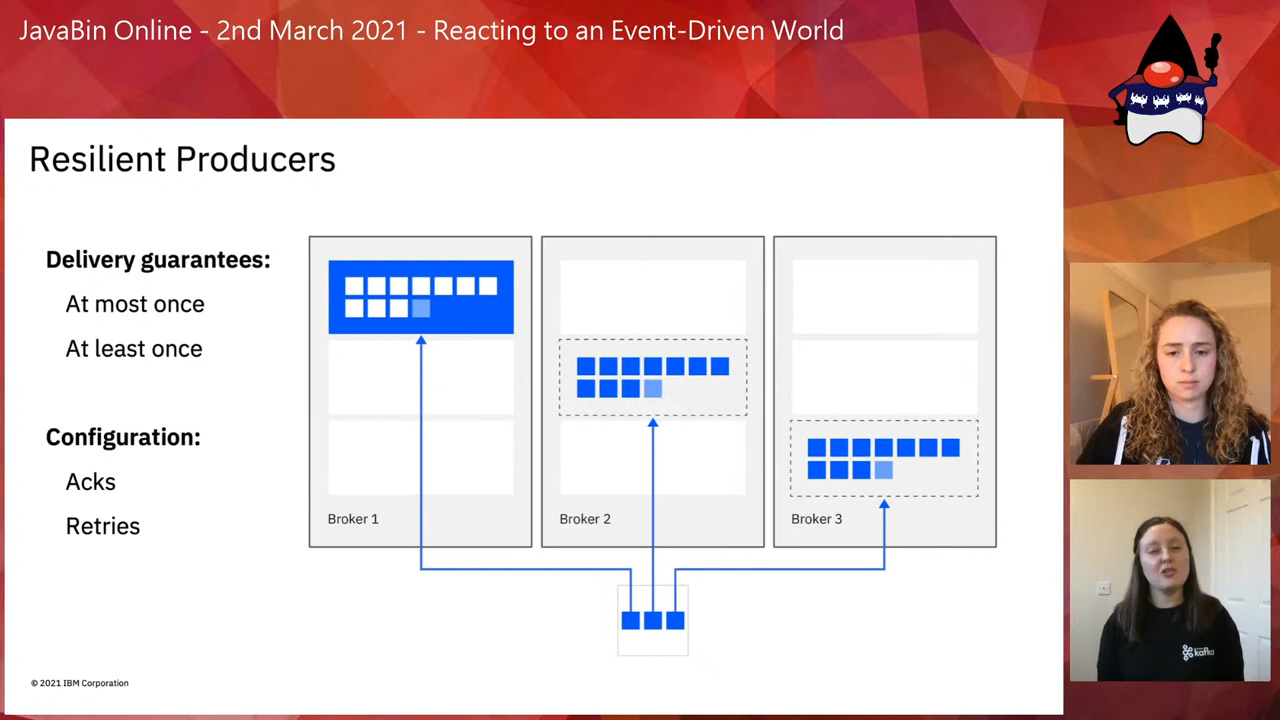 JavaBin Online - 2nd March 2021 - Reacting to an Event-Driven World
Resilient Producers
Delivery guarantees:
At most once
At least once
Configuration:
Acks
Retries
Broker 1
Broker 2
Broker 3
© 2021 IBM Corporation
kafka